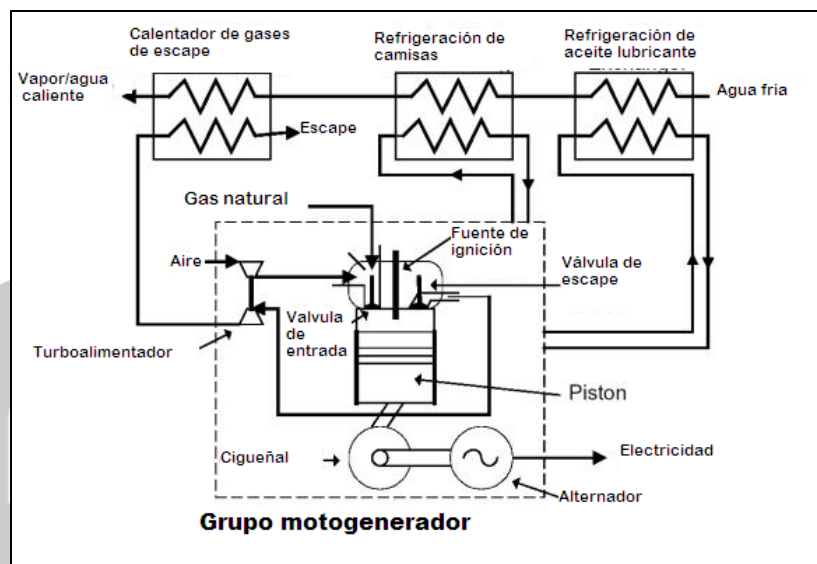 Calentador de gases
de escape
Refrigeración de
camisas
Refrigeración de
aceite lubricante
Vapor/agua
caliente
Agua fria
Escape
Gas natural
Fuente de
ignición
Aire
Válvula de
escape
Valvula
de
entrada
Turboalimentador
Piston
Cigueñal
Electricidad
Alternador
Grupo motogenerador